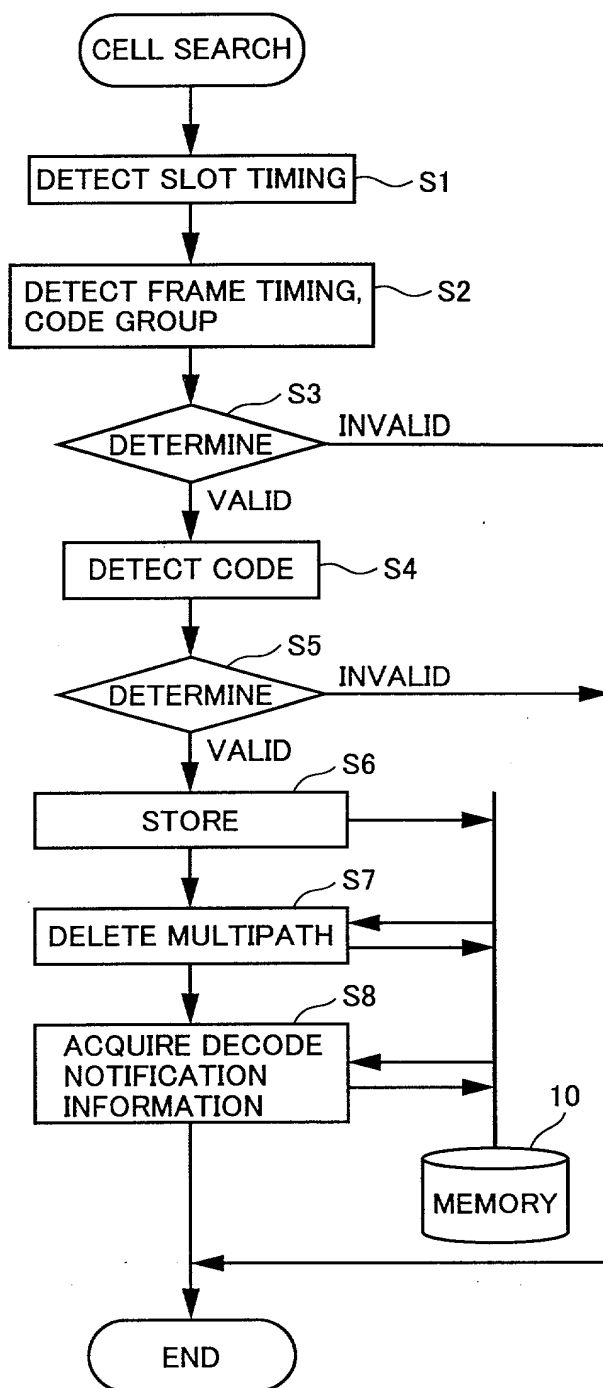 CELL SEARCH
DETECT SLOT TIMING
S1
DETECT FRAME TIMING,
CODE GROUP
S2
S3
DETERMINE
INVALID
VALID
DETECT CODE
S4
S5
DETERMINE
INVALID
VALID
S6
STORE
S7
DELETE MULTIPATH
S8
ACQUIRE DECODE
NOTIFICATION
INFORMATION
10
MEMORY
END